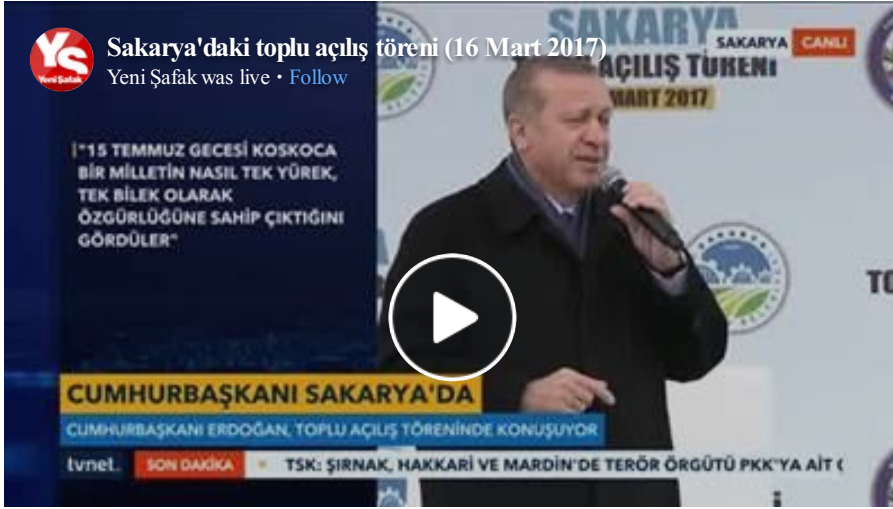 Sakarya'daki toplu açılış töreni (16 Mart 2017)
Yeni Şafak was live · Follow
YŞ
Yeni Şafak
SAKARYA
AÇILIŞ TÖRENİ
MART 2017
SAKARYA CANLI
"15 TEMMUZ GECESİ KOSKOCA
BİR MİLLETİN NASIL TEK YÜREK,
TEK BİLEK OLARAK
ÖZGÜRLÜĞÜNE SAHİP ÇIKTIĞINI
GÖRDÜLER"
SAKARYA
CUMHURBAŞKANI SAKARYA'DA
CUMHURBAŞKANI ERDOĞAN, TOPLU AÇILIŞ TÖRENİNDE KONUŞUYOR
tvnet. SON DAKİKA TSK: ŞIRNAK, HAKKARİ VE MARDİN'DE TERÖR ÖRGÜTÜ PKK'YA AİT